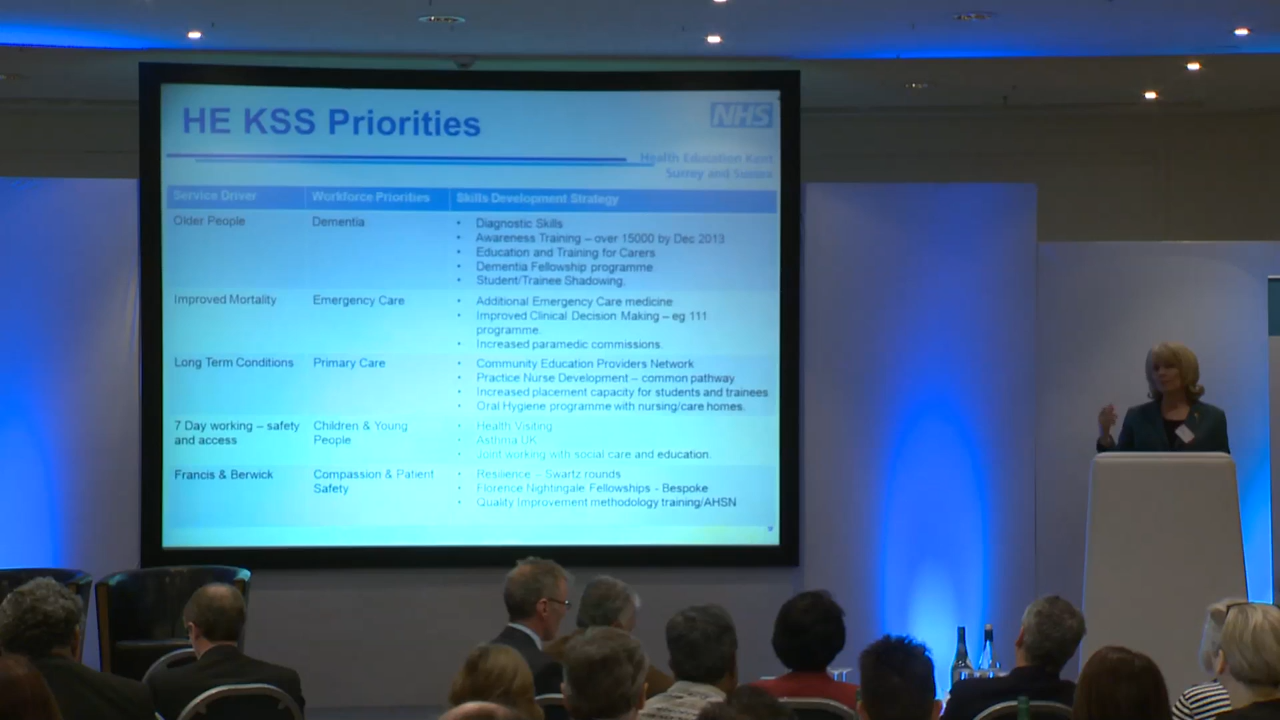 HE KSS Priorities
NHS
Health Education Kent
Surrey and Sussex
Service Driver Workforce Priorities Skills Development Strategy
Older People Dementia • Diagnostic Skills
• Awareness Training – over 15000 by Dec 2013
• Education and Training for Carers
• Dementia Fellowship programme
• Student/Trainee Shadowing.
Improved Mortality Emergency Care • Additional Emergency Care medicine
• Improved Clinical Decision Making – eg 111
programme.
• Increased paramedic commissions.
Long Term Conditions Primary Care • Community Education Providers Network
• Practice Nurse Development – common pathway
• Increased placement capacity for students and trainees
• Oral Hygiene programme with nursing/care homes.
7 Day working – safety Children & Young • Health Visiting
and access People • Asthma UK
• Joint working with social care and education.
Francis & Berwick Compassion & Patient • Resilience – Swartz rounds
Safety • Florence Nightingale Fellowships - Bespoke
• Quality Improvement methodology training/AHSN